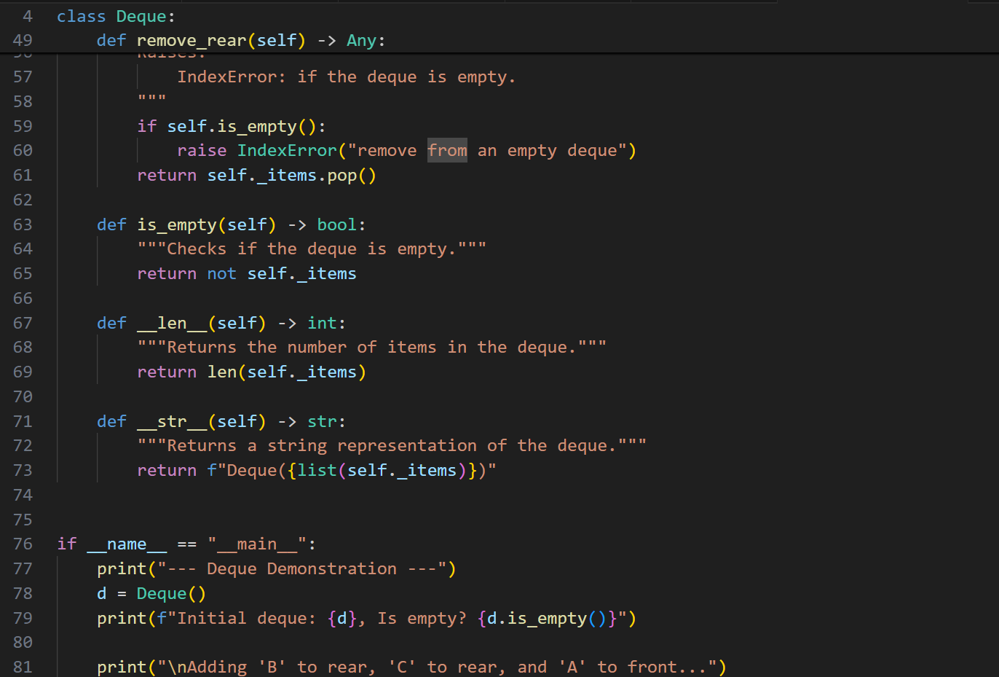 4 class Deque:
49 def remove_rear(self) -> Any:
56 Raises:
57 IndexError: if the deque is empty.
58 """
59 if self.is_empty():
60 raise IndexError("remove from an empty deque")
61 return self._items.pop()
62
63 def is_empty(self) -> bool:
64 """Checks if the deque is empty."""
65 return not self._items
66
67 def __len__(self) -> int:
68 """Returns the number of items in the deque."""
69 return len(self._items)
70
71 def __str__(self) -> str:
72 """Returns a string representation of the deque."""
73 return f"Deque({list(self._items)})"
74
75
76 if __name__ == "__main__":
77 print("--- Deque Demonstration ---")
78 d = Deque()
79 print(f"Initial deque: {d}, Is empty? {d.is_empty()}")
80
81 print("\nAdding 'B' to rear, 'C' to rear, and 'A' to front...")